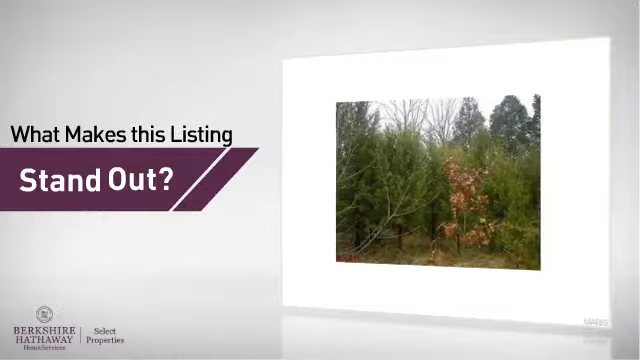 What Makes this Listing
Stand Out?
BERKSHIRE
HATHAWAY
HomeServices
Select
Properties
MARIS